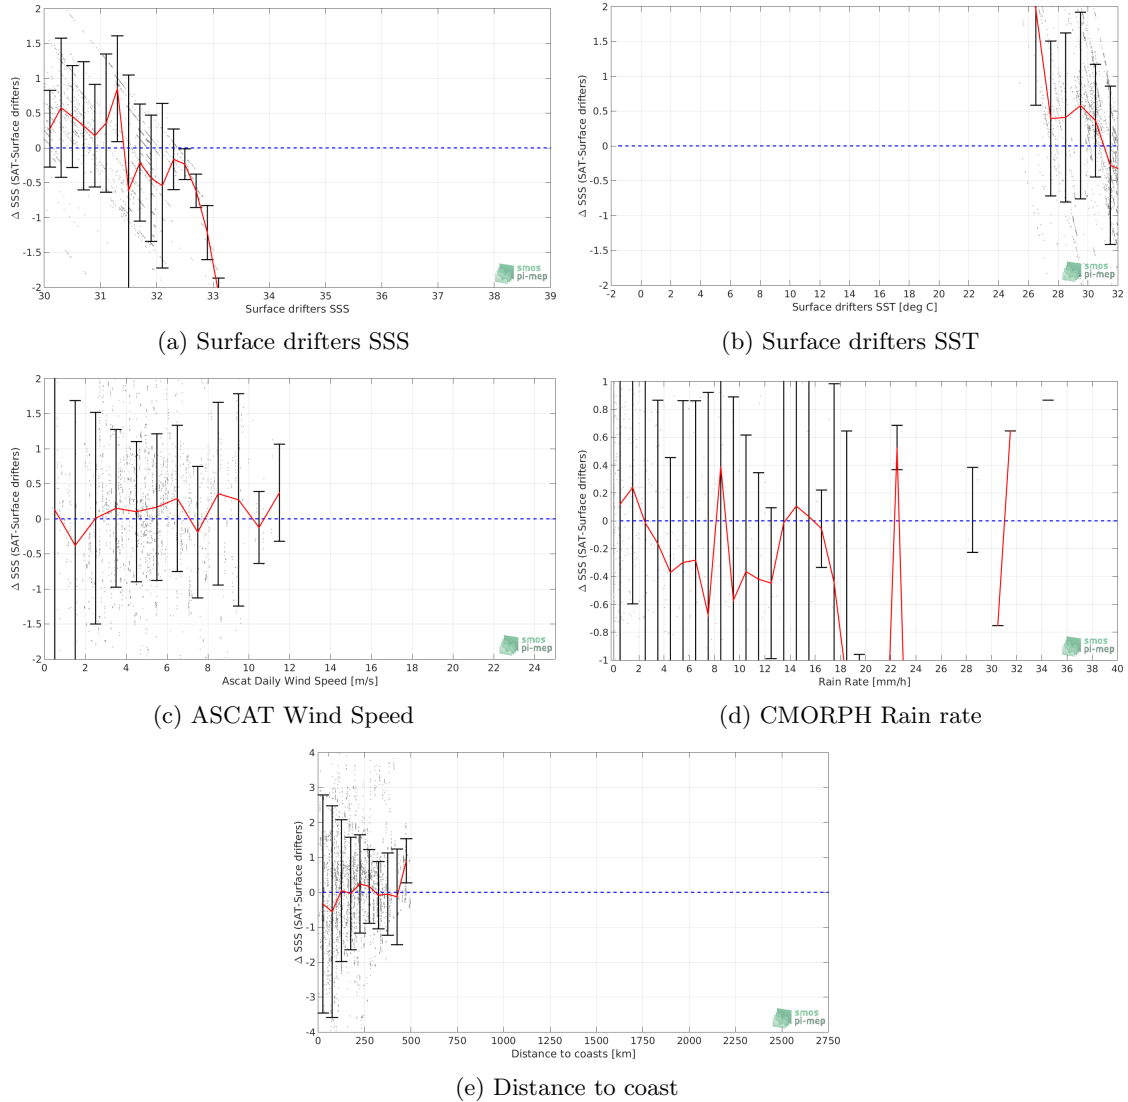 2
1.5
1
0.5
0
-0.5
-1
-1.5
-2
Δ SSS (SAT-Surface drifters)
30 31 32 33 34 35 36 37 38 39
Surface drifters SSS
smos
pi-mep
(a) Surface drifters SSS
2
1.5
1
0.5
0
-0.5
-1
-1.5
-2
Δ SSS (SAT-Surface drifters)
-2 0 2 4 6 8 10 12 14 16 18 20 22 24 26 28 30 32
Surface drifters SST [deg C]
smos
pi-mep
(b) Surface drifters SST
2
1.5
1
0.5
0
-0.5
-1
-1.5
-2
Δ SSS (SAT-Surface drifters)
0 2 4 6 8 10 12 14 16 18 20 22 24
Ascat Daily Wind Speed [m/s]
smos
pi-mep
(c) ASCAT Wind Speed
1
0.8
0.6
0.4
0.2
0
-0.2
-0.4
-0.6
-0.8
-1
Δ SSS (SAT-Surface drifters)
0 2 4 6 8 10 12 14 16 18 20 22 24 26 28 30 32 34 36 38 40
Rain Rate [mm/h]
smos
pi-mep
(d) CMORPH Rain rate
4
3
2
1
0
-1
-2
-3
-4
Δ SSS (SAT-Surface drifters)
0 250 500 750 1000 1250 1500 1750 2000 2250 2500 2750
Distance to coasts [km]
smos
pi-mep
(e) Distance to coast